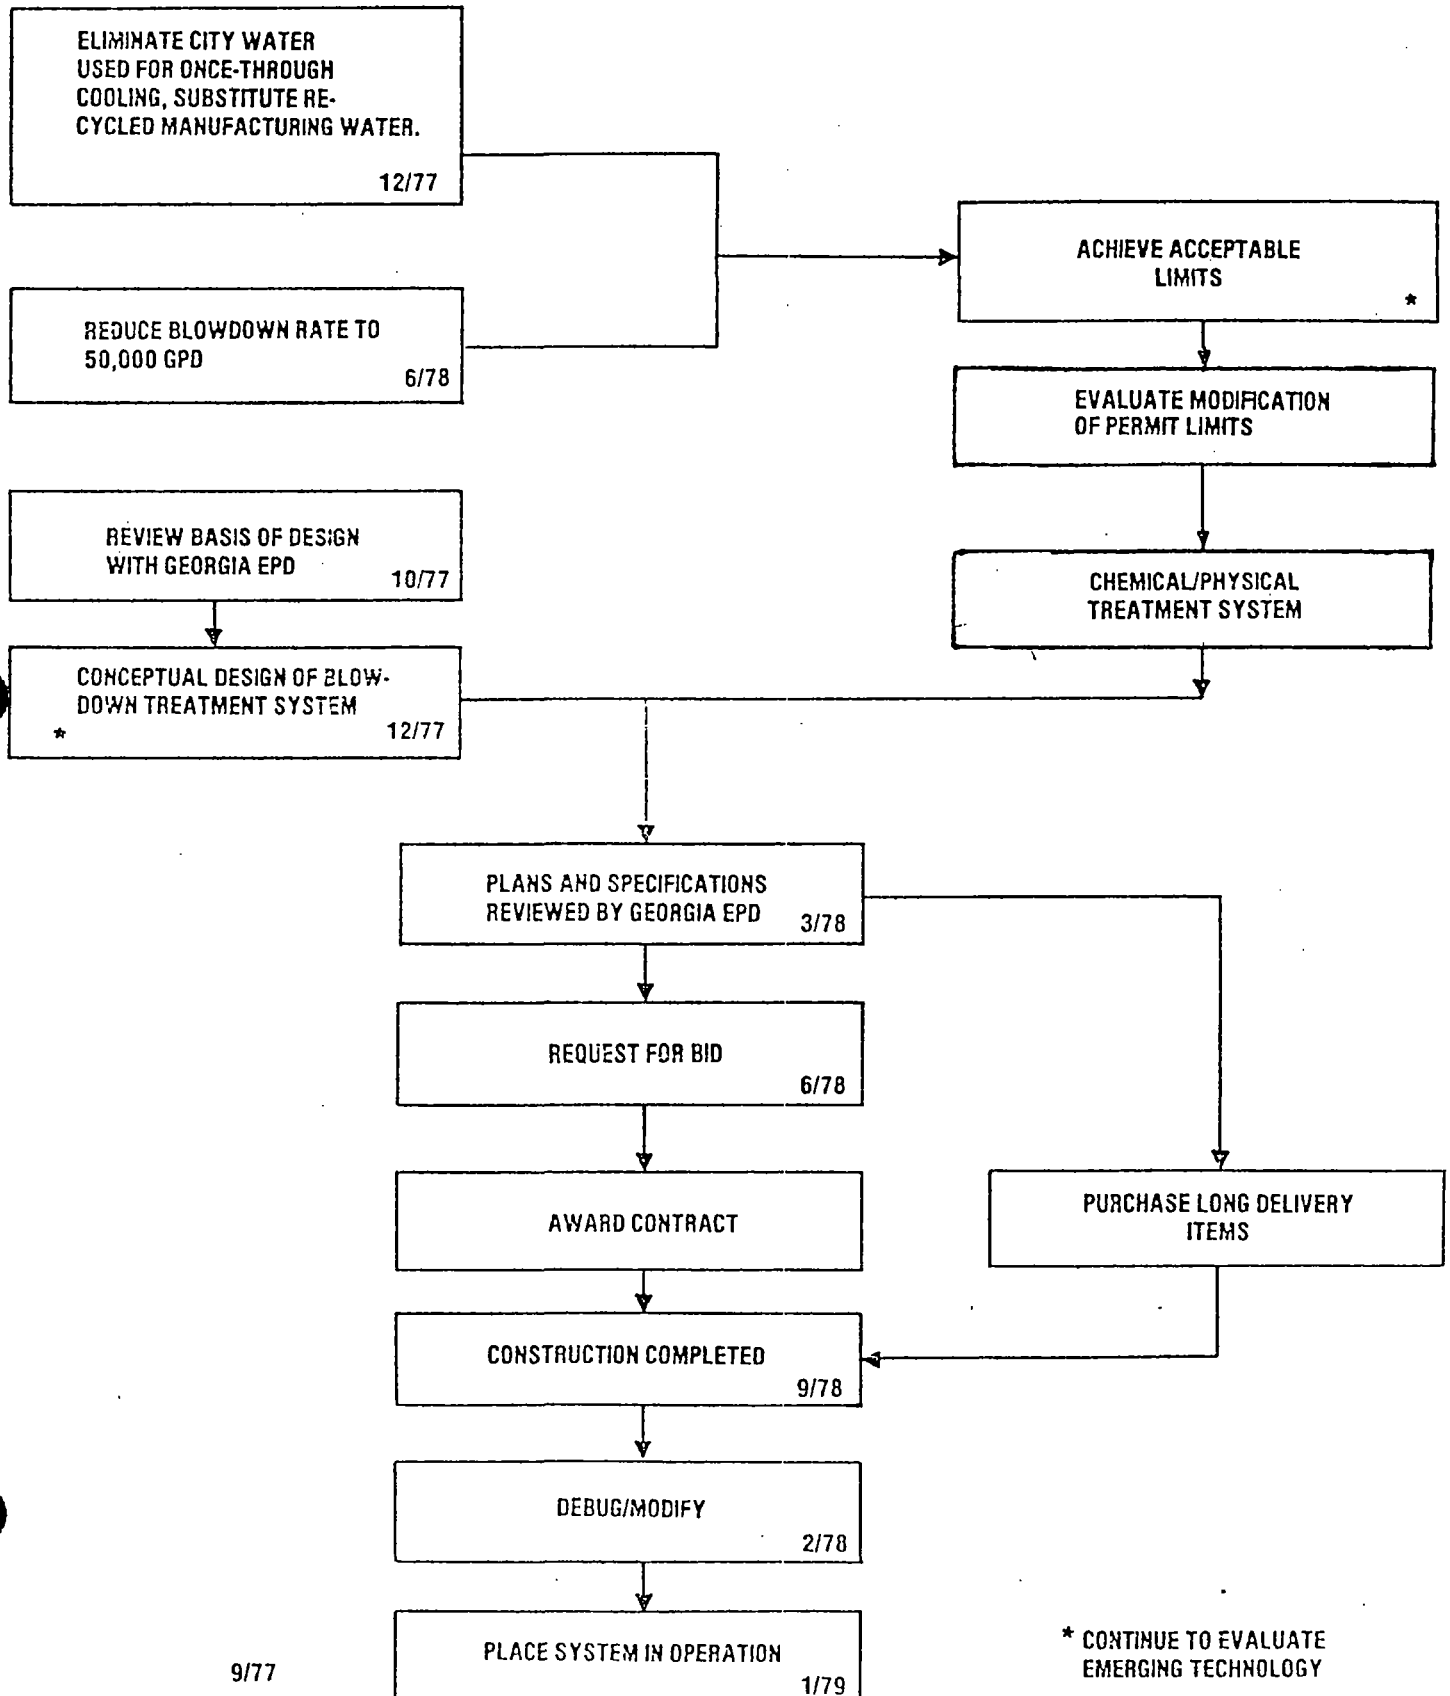 ELIMINATE CITY WATER
USED FOR ONCE-THROUGH
COOLING, SUBSTITUTE RE-
CYCLED MANUFACTURING WATER.
12/77
ACHIEVE ACCEPTABLE
LIMITS
*
REDUCE BLOWDOWN RATE TO
50,000 GPD
6/78
EVALUATE MODIFICATION
OF PERMIT LIMITS
REVIEW BASIS OF DESIGN
WITH GEORGIA EPD
10/77
CHEMICAL/PHYSICAL
TREATMENT SYSTEM
CONCEPTUAL DESIGN OF BLOW-
DOWN TREATMENT SYSTEM
* 12/77
PLANS AND SPECIFICATIONS
REVIEWED BY GEORGIA EPD
3/78
REQUEST FOR BID
6/78
AWARD CONTRACT
PURCHASE LONG DELIVERY
ITEMS
CONSTRUCTION COMPLETED
9/78
DEBUG/MODIFY
2/78
PLACE SYSTEM IN OPERATION
1/79
9/77
* CONTINUE TO EVALUATE
EMERGING TECHNOLOGY